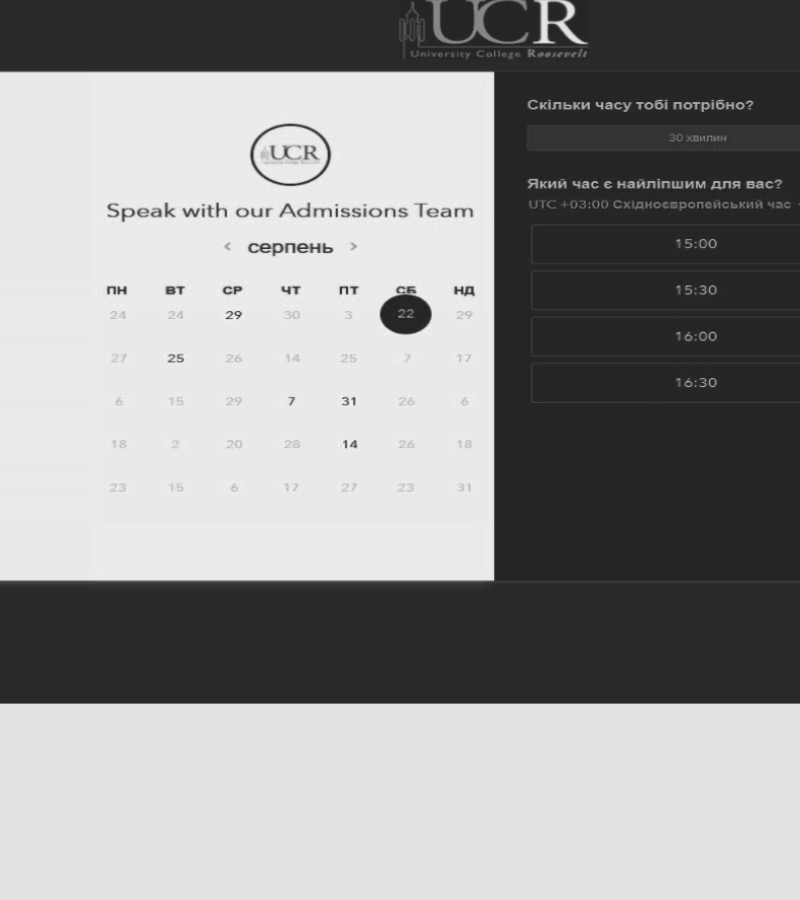 UCR
University College Roosevelt
UCR
Speak with our Admissions Team
< серпень >
ПН ВТ СР ЧТ ПТ СБ НД
24 24 29 30 3 22 29
27 25 26 14 25 7 17
6 15 29 7 31 26 6
18 2 20 28 14 26 18
23 15 6 17 27 23 31
Скільки часу тобі потрібно?
30 хвилин
Який час є найліпшим для вас?
UTC +03:00 Східноєвропейський час
15:00
15:30
16:00
16:30